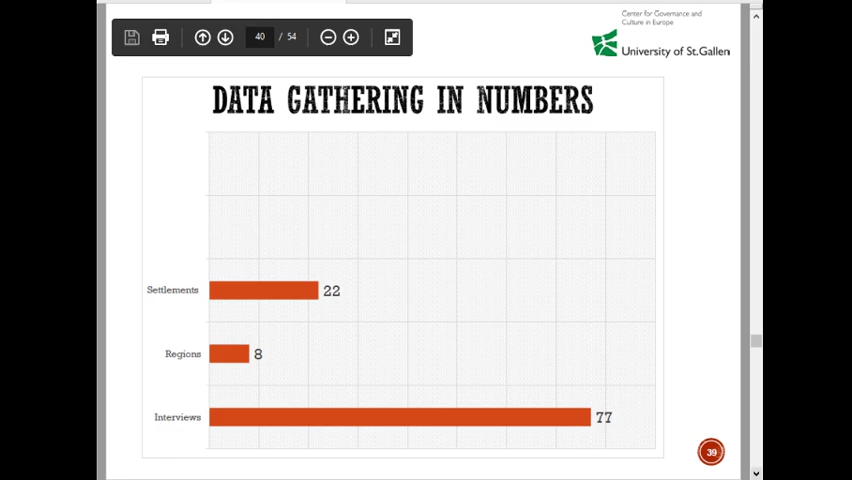 Center for Governance and
Culture in Europe
University of St.Gallen
40 / 54
DATA GATHERING IN NUMBERS
Settlements 22
Regions 8
Interviews 77
39